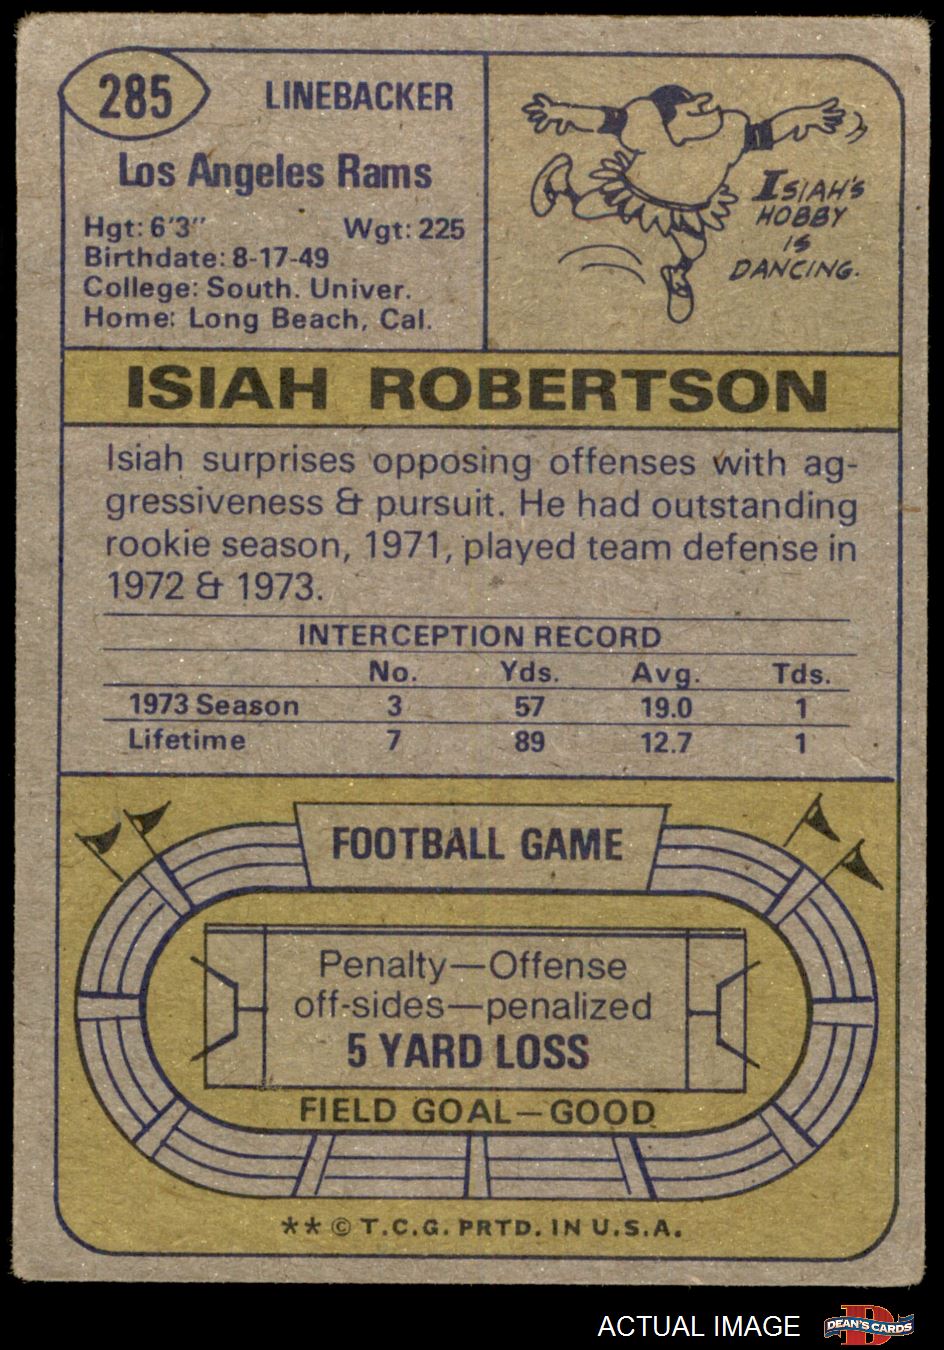 285
LINEBACKER
Los Angeles Rams
Hgt: 6'3" Wgt: 225
Birthdate: 8-17-49
College: South. Univer.
Home: Long Beach, Cal.
ISIAH'S
HOBBY
IS
DANCING.
ISIAH ROBERTSON
Isiah surprises opposing offenses with ag-
gressiveness & pursuit. He had outstanding
rookie season, 1971, played team defense in
1972 & 1973.
INTERCEPTION RECORD
No. Yds. Avg. Tds.
1973 Season 3 57 19.0 1
Lifetime 7 89 12.7 1
FOOTBALL GAME
Penalty—Offense
off-sides—penalized
5 YARD LOSS
FIELD GOAL—GOOD
** © T.C.G. PRTD. IN U.S.A.
ACTUAL IMAGE
DEAN'S CARDS